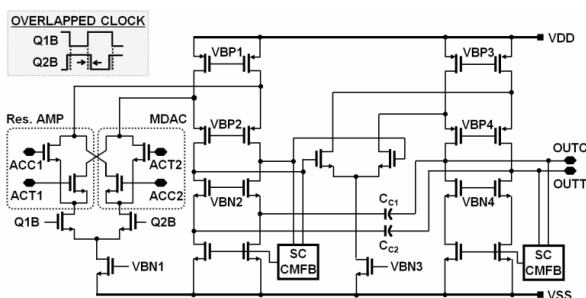 OVERLAPPED CLOCK
Q1B
Q2B
VBP1
VBP3
VDD
Res. AMP
MDAC
VBP2
VBP4
ACC1
ACT2
OUTC
OUTT
ACT1
ACC2
VBN2
CC1
VBN4
Q1B
Q2B
CC2
SC
CMFB
SC
CMFB
VBN1
VBN3
VSS